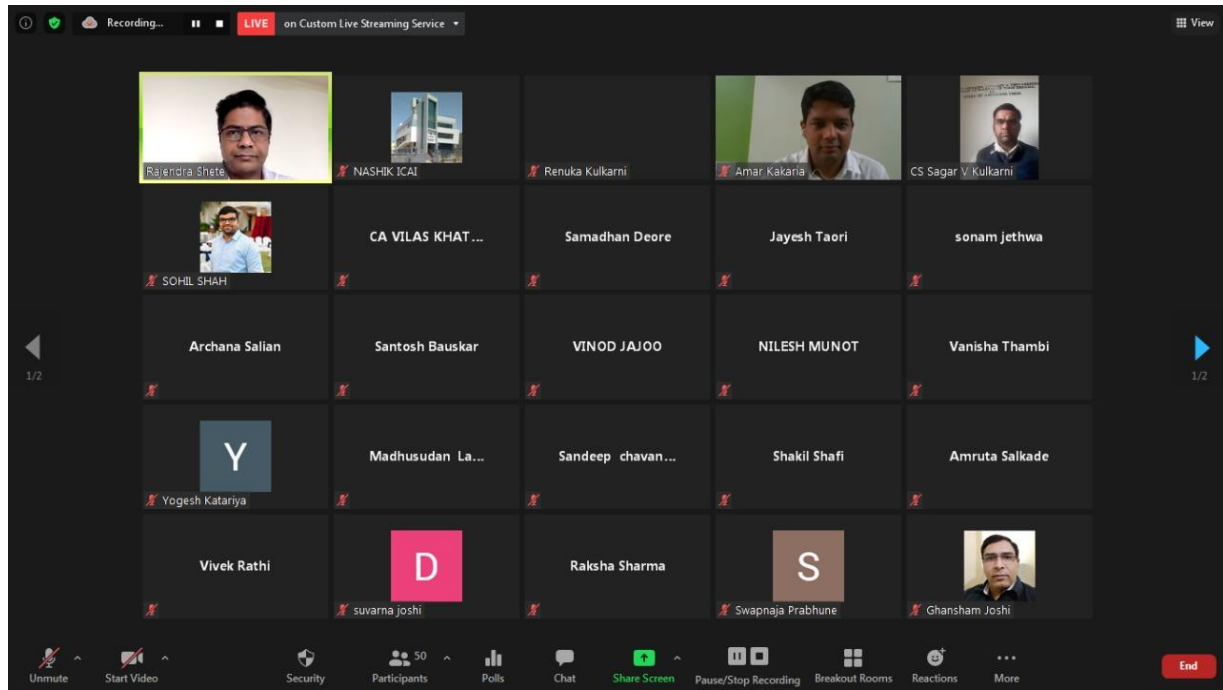 Recording...
LIVE
on Custom Live Streaming Service
View
Rajendra Shete
NASHIK ICAI
Renuka Kulkarni
Amar Kakaria
CS Sagar V Kulkarni
SOHIL SHAH
CA VILAS KHAT...
Samadhan Deore
Jayesh Taori
sonam jethwa
Archana Salian
Santosh Bauskar
VINOD JAJOO
NILESH MUNOT
Vanisha Thambi
1/2
1/2
Y
Yogesh Katariya
Madhusudan La...
Sandeep chavan...
Shakil Shafi
Amruta Salkade
Vivek Rathi
D
suvarna joshi
Raksha Sharma
S
Swapnaja Prabhune
Ghansham Joshi
Unmute
Start Video
Security
50
Participants
Polls
Chat
Share Screen
Pause/Stop Recording
Breakout Rooms
Reactions
More
End